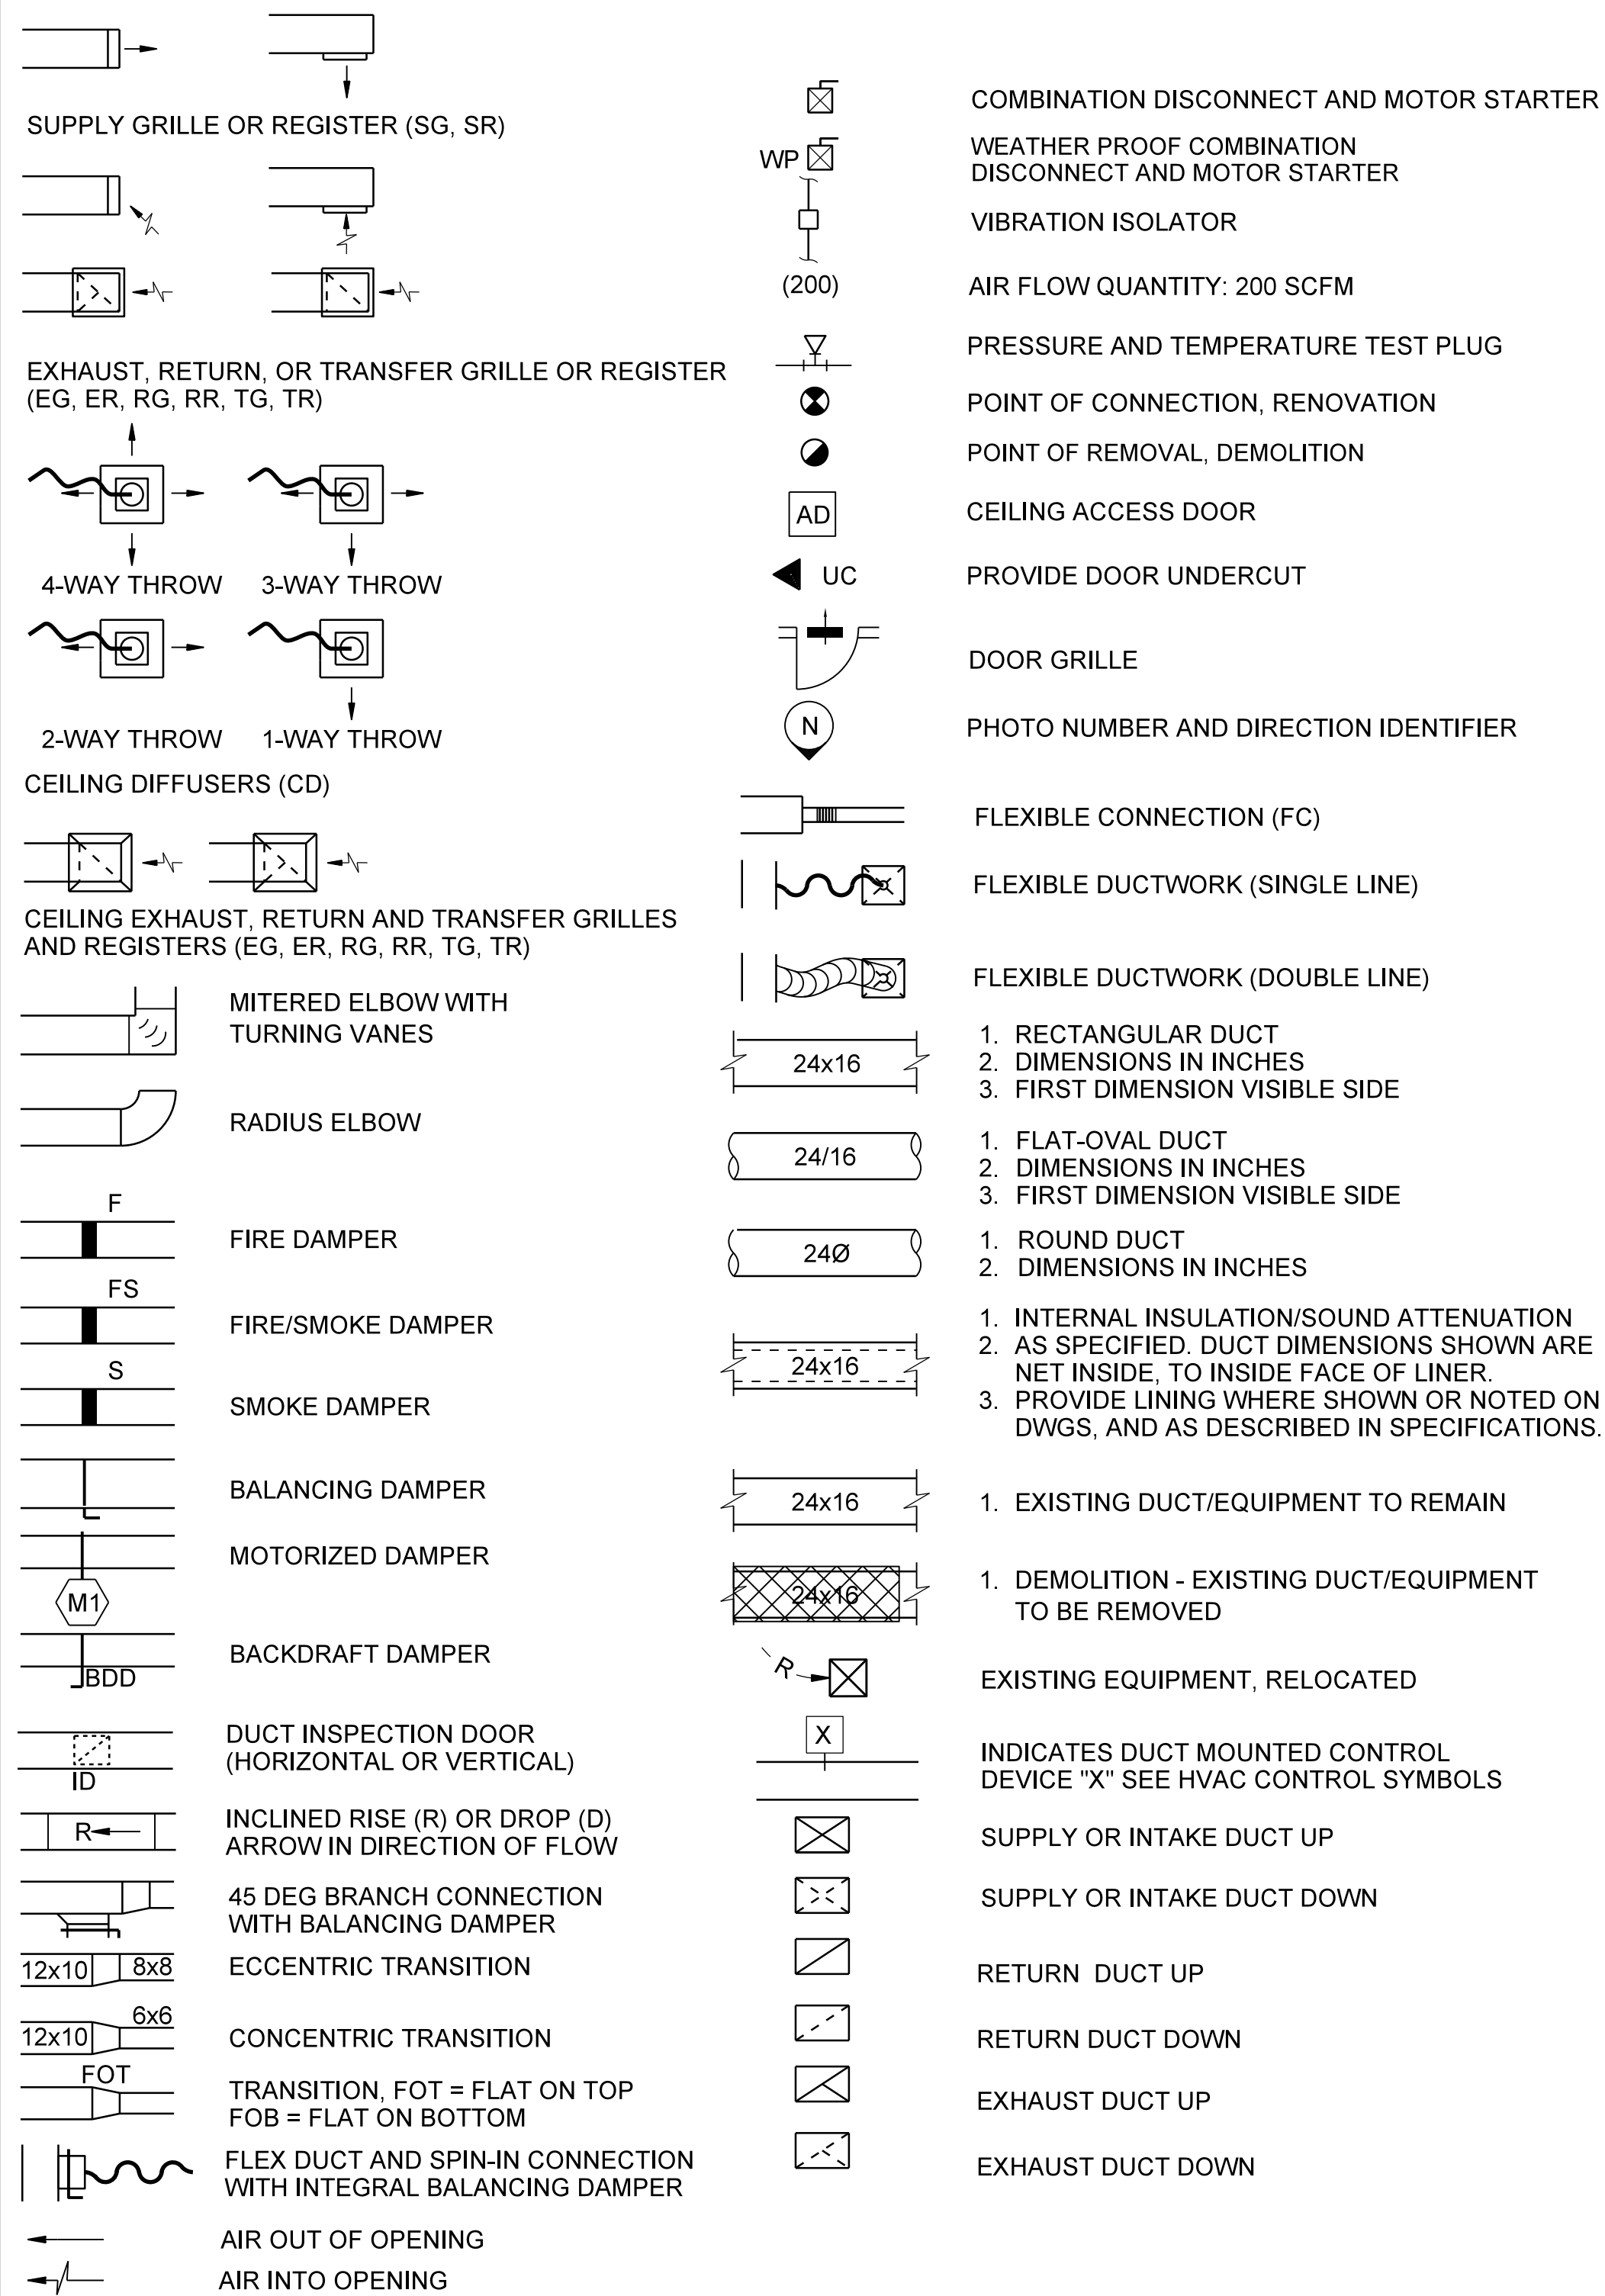 SUPPLY GRILLE OR REGISTER (SG, SR)
EXHAUST, RETURN, OR TRANSFER GRILLE OR REGISTER
(EG, ER, RG, RR, TG, TR)
4-WAY THROW 3-WAY THROW
2-WAY THROW 1-WAY THROW
CEILING DIFFUSERS (CD)
CEILING EXHAUST, RETURN AND TRANSFER GRILLES
AND REGISTERS (EG, ER, RG, RR, TG, TR)
MITERED ELBOW WITH
TURNING VANES
RADIUS ELBOW
F
FIRE DAMPER
FS
FIRE/SMOKE DAMPER
S
SMOKE DAMPER
BALANCING DAMPER
MOTORIZED DAMPER
M1
BACKDRAFT DAMPER
BDD
DUCT INSPECTION DOOR
(HORIZONTAL OR VERTICAL)
ID
INCLINED RISE (R) OR DROP (D)
R
ARROW IN DIRECTION OF FLOW
45 DEG BRANCH CONNECTION
WITH BALANCING DAMPER
12x10 8x8 ECCENTRIC TRANSITION
6x6
12x10 CONCENTRIC TRANSITION
FOT
TRANSITION, FOT = FLAT ON TOP
FOB = FLAT ON BOTTOM
FLEX DUCT AND SPIN-IN CONNECTION
WITH INTEGRAL BALANCING DAMPER
AIR OUT OF OPENING
AIR INTO OPENING
COMBINATION DISCONNECT AND MOTOR STARTER
WP WEATHER PROOF COMBINATION
DISCONNECT AND MOTOR STARTER
VIBRATION ISOLATOR
(200) AIR FLOW QUANTITY: 200 SCFM
PRESSURE AND TEMPERATURE TEST PLUG
POINT OF CONNECTION, RENOVATION
POINT OF REMOVAL, DEMOLITION
AD CEILING ACCESS DOOR
UC PROVIDE DOOR UNDERCUT
DOOR GRILLE
N PHOTO NUMBER AND DIRECTION IDENTIFIER
FLEXIBLE CONNECTION (FC)
FLEXIBLE DUCTWORK (SINGLE LINE)
FLEXIBLE DUCTWORK (DOUBLE LINE)
24x16
1. RECTANGULAR DUCT
2. DIMENSIONS IN INCHES
3. FIRST DIMENSION VISIBLE SIDE
24/16
1. FLAT-OVAL DUCT
2. DIMENSIONS IN INCHES
3. FIRST DIMENSION VISIBLE SIDE
24Ø
1. ROUND DUCT
2. DIMENSIONS IN INCHES
24x16
1. INTERNAL INSULATION/SOUND ATTENUATION
2. AS SPECIFIED. DUCT DIMENSIONS SHOWN ARE
NET INSIDE, TO INSIDE FACE OF LINER.
3. PROVIDE LINING WHERE SHOWN OR NOTED ON
DWGS, AND AS DESCRIBED IN SPECIFICATIONS.
24x16 1. EXISTING DUCT/EQUIPMENT TO REMAIN
24x16 1. DEMOLITION - EXISTING DUCT/EQUIPMENT
TO BE REMOVED
R EXISTING EQUIPMENT, RELOCATED
X
INDICATES DUCT MOUNTED CONTROL
DEVICE "X" SEE HVAC CONTROL SYMBOLS
SUPPLY OR INTAKE DUCT UP
SUPPLY OR INTAKE DUCT DOWN
RETURN DUCT UP
RETURN DUCT DOWN
EXHAUST DUCT UP
EXHAUST DUCT DOWN